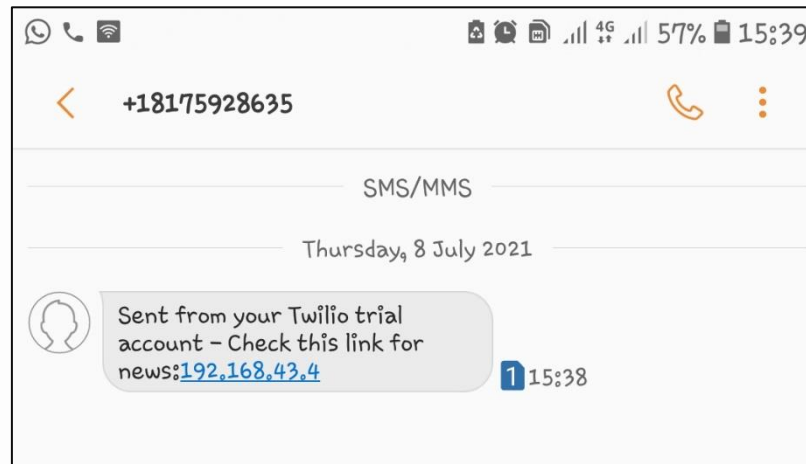 4G 57% 15:39
+18175928635
SMS/MMS
Thursday, 8 July 2021
Sent from your Twilio trial
account - Check this link for
news:192.168.43.4
1 15:38